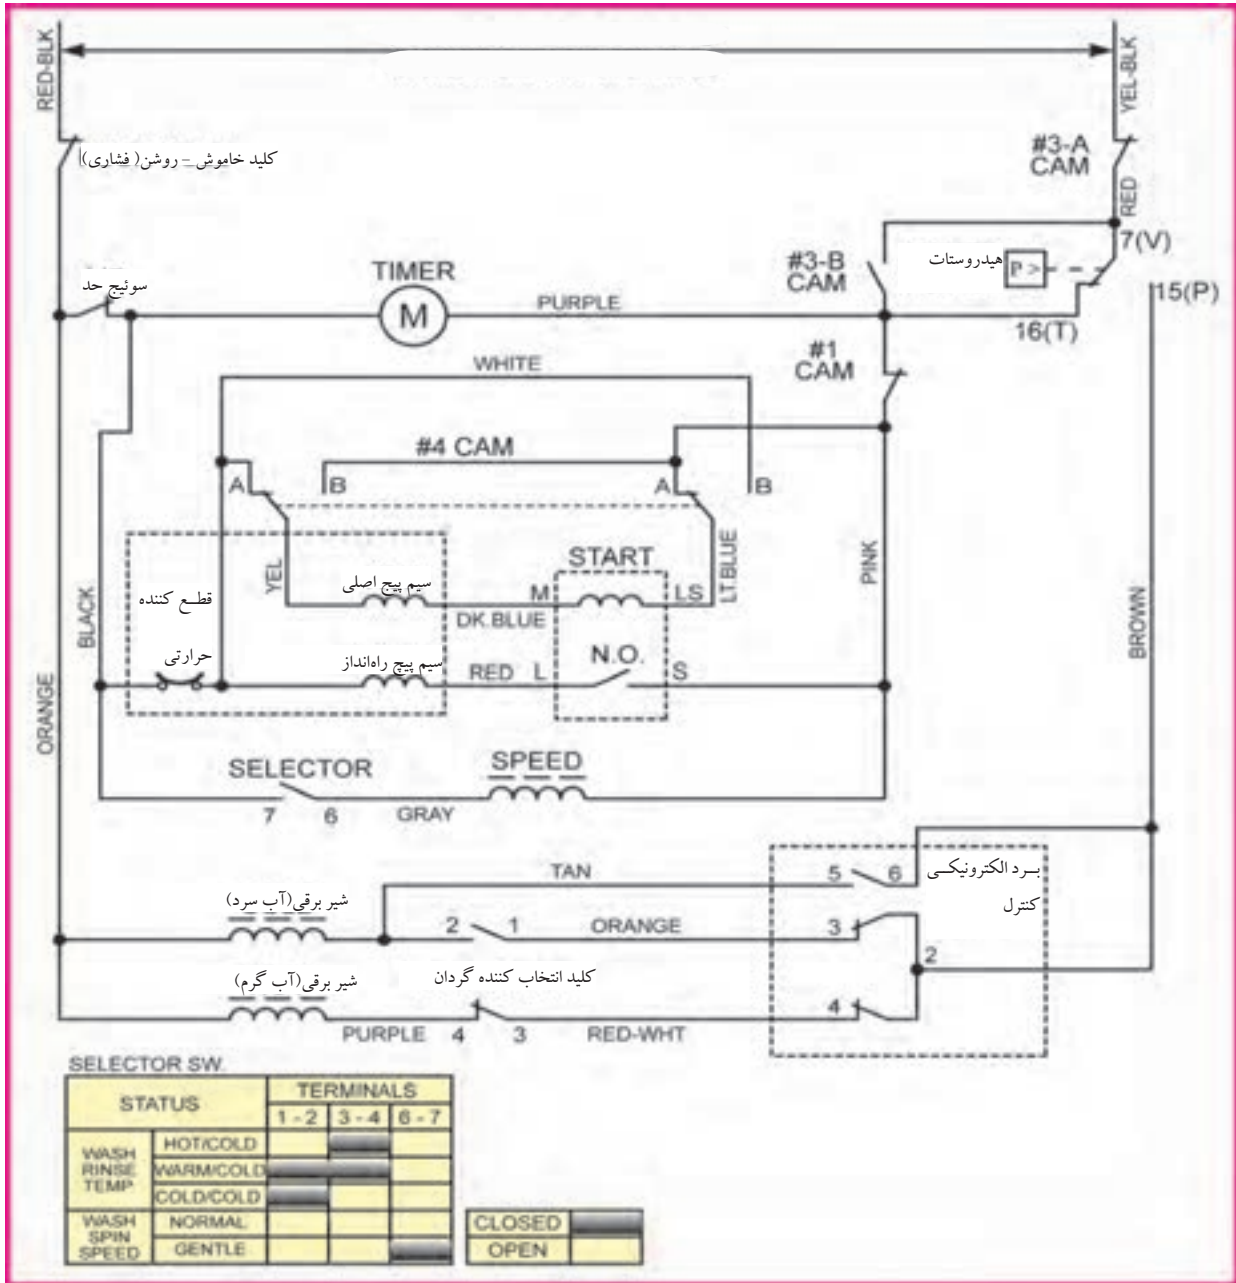 RED-BLK
YEL-BLK
کلید خاموش - روشن( فشاری)
#3-A
CAM
RED
7(V)
#3-B
CAM
هیدروستات
P >
15(P)
سوئیچ حد
TIMER
M
PURPLE
16(T)
#1
CAM
WHITE
#4 CAM
A
B
A
B
YEL
START
LT.BLUE
PINK
BLACK
قطع کننده
حرارتی
سیم پیچ اصلی
M
LS
DK.BLUE
BROWN
سیم پیچ راه‌انداز
RED
L
N.O.
S
ORANGE
SELECTOR
SPEED
7
6
GRAY
TAN
5
6
برد الکترونیکی
کنترل
شیر برقی(آب سرد)
2
1
ORANGE
3
2
شیر برقی(آب گرم)
کلید انتخاب کننده گردان
4
PURPLE
4
3
RED-WHT
SELECTOR SW.
STATUS
TERMINALS
1 - 2
3 - 4
6 - 7
WASH
RINSE
TEMP
HOT/COLD
WARM/COLD
COLD/COLD
WASH
SPIN
SPEED
NORMAL
GENTLE
CLOSED
OPEN